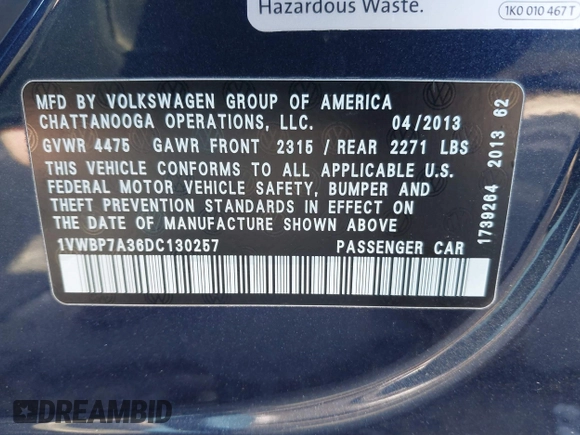 Hazardous Waste.
1K0 010 467 T
MFD BY VOLKSWAGEN GROUP OF AMERICA
CHATTANOOGA OPERATIONS, LLC. 04/2013
GVWR 4475 GAWR FRONT 2315 / REAR 2271 LBS
THIS VEHICLE CONFORMS TO ALL APPLICABLE U.S.
FEDERAL MOTOR VEHICLE SAFETY, BUMPER AND
THEFT PREVENTION STANDARDS IN EFFECT ON
THE DATE OF MANUFACTURE SHOWN ABOVE
1VWBP7A36DC130257 PASSENGER CAR
1739264 2013 62
DREAMBID